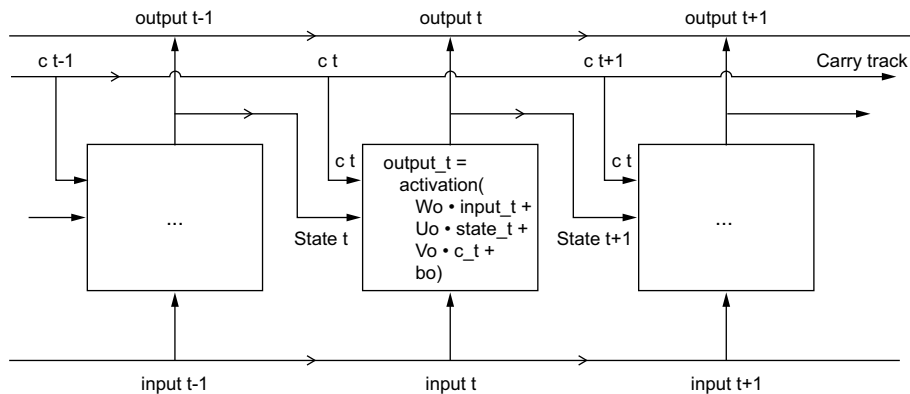 output t-1
output t
output t+1
c t-1
c t
c t+1
Carry track
c t
c t
output_t =
activation(
Wo • input_t +
Uo • state_t +
Vo • c_t +
bo)
...
...
State t
State t+1
input t-1
input t
input t+1